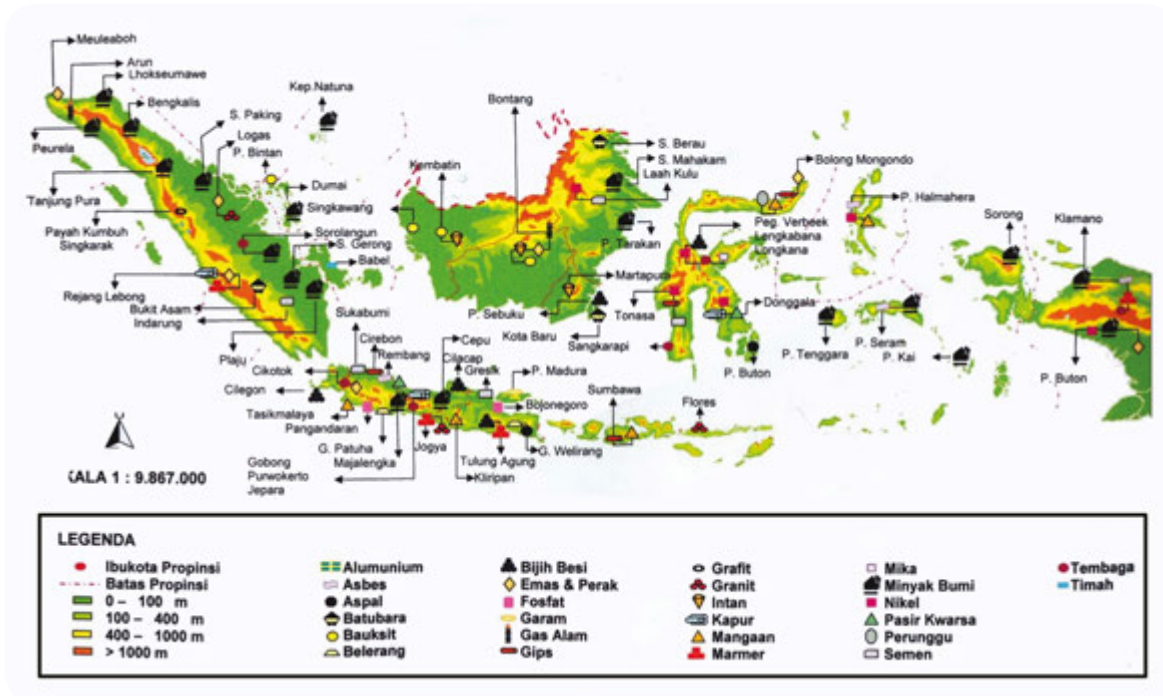 Meuleaboh
Arun
Lhokseumawe
Bengkalis
Kep.Natuna
S. Paking
Logas
P. Bintan
Bontang
Kembatin
S. Berau
S. Mahakam
Laah Kulu
Bolong Mongondo
P. Halmahera
Sorong
Klamano
Peurela
Tanjung Pura
Dumai
Singkawang
Payah Kumbuh
Singkarak
Sorolangun
S. Gerong
Babel
P. Tarakan
Peg. Verbeek
Lengkabana
Longkana
Martapura
Rejang Lebong
Bukit Asam
Indarung
Plaju
Sukabumi
Cirebon
Rembang
Cepu
Cilacap
Gresik
P. Sebuku
Kota Baru
Tonasa
Sangkarapi
Donggala
P. Buton
P. Tenggara
P. Seram
P. Kai
P. Buton
Cikotok
Cilegon
P. Madura
Sumbawa
Flores
Tasikmalaya
Pangandaran
Bojonegoro
G. Patuha
Majalengka
Jogya
Tulung Agung
G. Welirang
Kliripan
Gobong
Purwokerto
Jepara
KALA 1 : 9.867.000
LEGENDA
Ibukota Propinsi
Batas Propinsi
0 – 100 m
100 – 400 m
400 – 1000 m
> 1000 m
Alumunium
Asbes
Aspal
Batubara
Bauksit
Belerang
Bijih Besi
Emas & Perak
Fosfat
Garam
Gas Alam
Gips
Grafit
Granit
Intan
Kapur
Mangaan
Marmer
Mika
Minyak Bumi
Nikel
Pasir Kwarsa
Perunggu
Semen
Tembaga
Timah